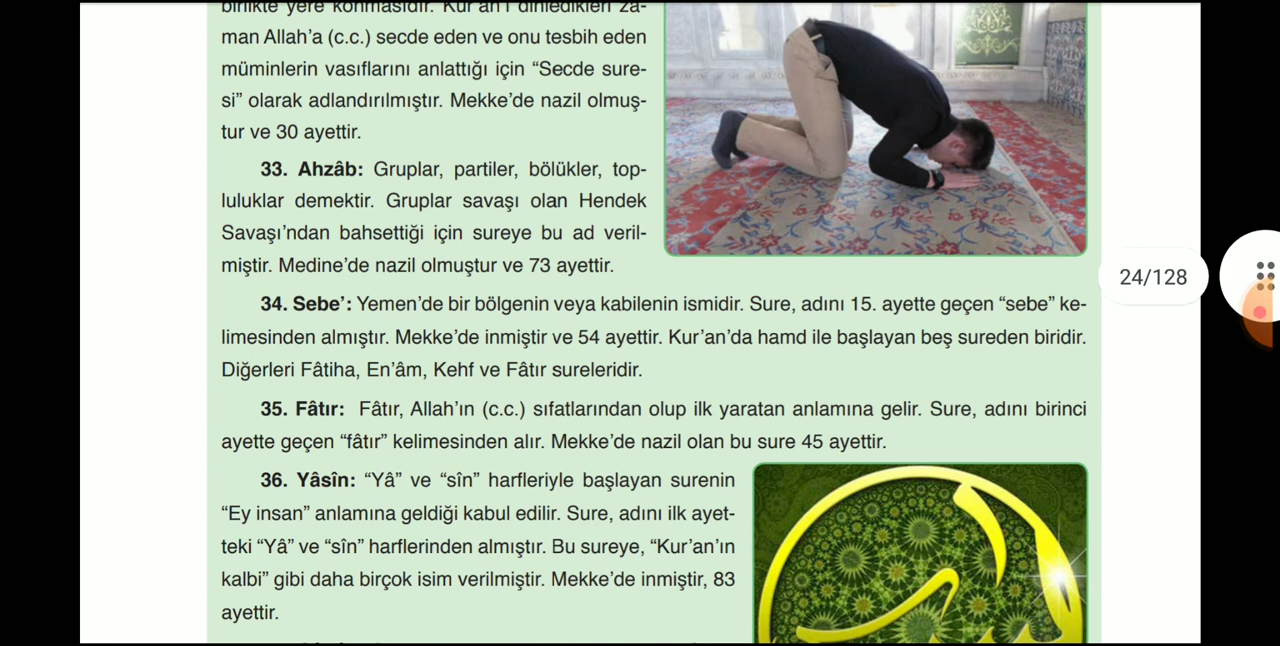 birlikte yere konmasıdır. Kur’an’ı dinledikleri za-
man Allah’a (c.c.) secde eden ve onu tesbih eden
müminlerin vasıflarını anlattığı için “Secde sure-
si” olarak adlandırılmıştır. Mekke’de nazil olmuş-
tur ve 30 ayettir.
33. Ahzâb: Gruplar, partiler, bölükler, top-
luluklar demektir. Gruplar savaşı olan Hendek
Savaşı’ndan bahsettiği için sureye bu ad veril-
miştir. Medine’de nazil olmuştur ve 73 ayettir.
34. Sebe’: Yemen’de bir bölgenin veya kabilenin ismidir. Sure, adını 15. ayette geçen “sebe” ke-
limesinden almıştır. Mekke’de inmiştir ve 54 ayettir. Kur’an’da hamd ile başlayan beş sureden biridir.
Diğerleri Fâtiha, En’âm, Kehf ve Fâtır sureleridir.
35. Fâtır: Fâtır, Allah’ın (c.c.) sıfatlarından olup ilk yaratan anlamına gelir. Sure, adını birinci
ayette geçen “fâtır” kelimesinden alır. Mekke’de nazil olan bu sure 45 ayettir.
36. Yâsîn: “Yâ” ve “sîn” harfleriyle başlayan surenin
“Ey insan” anlamına geldiği kabul edilir. Sure, adını ilk ayet-
teki “Yâ” ve “sîn” harflerinden almıştır. Bu sureye, “Kur’an’ın
kalbi” gibi daha birçok isim verilmiştir. Mekke’de inmiştir, 83
ayettir.
24/128